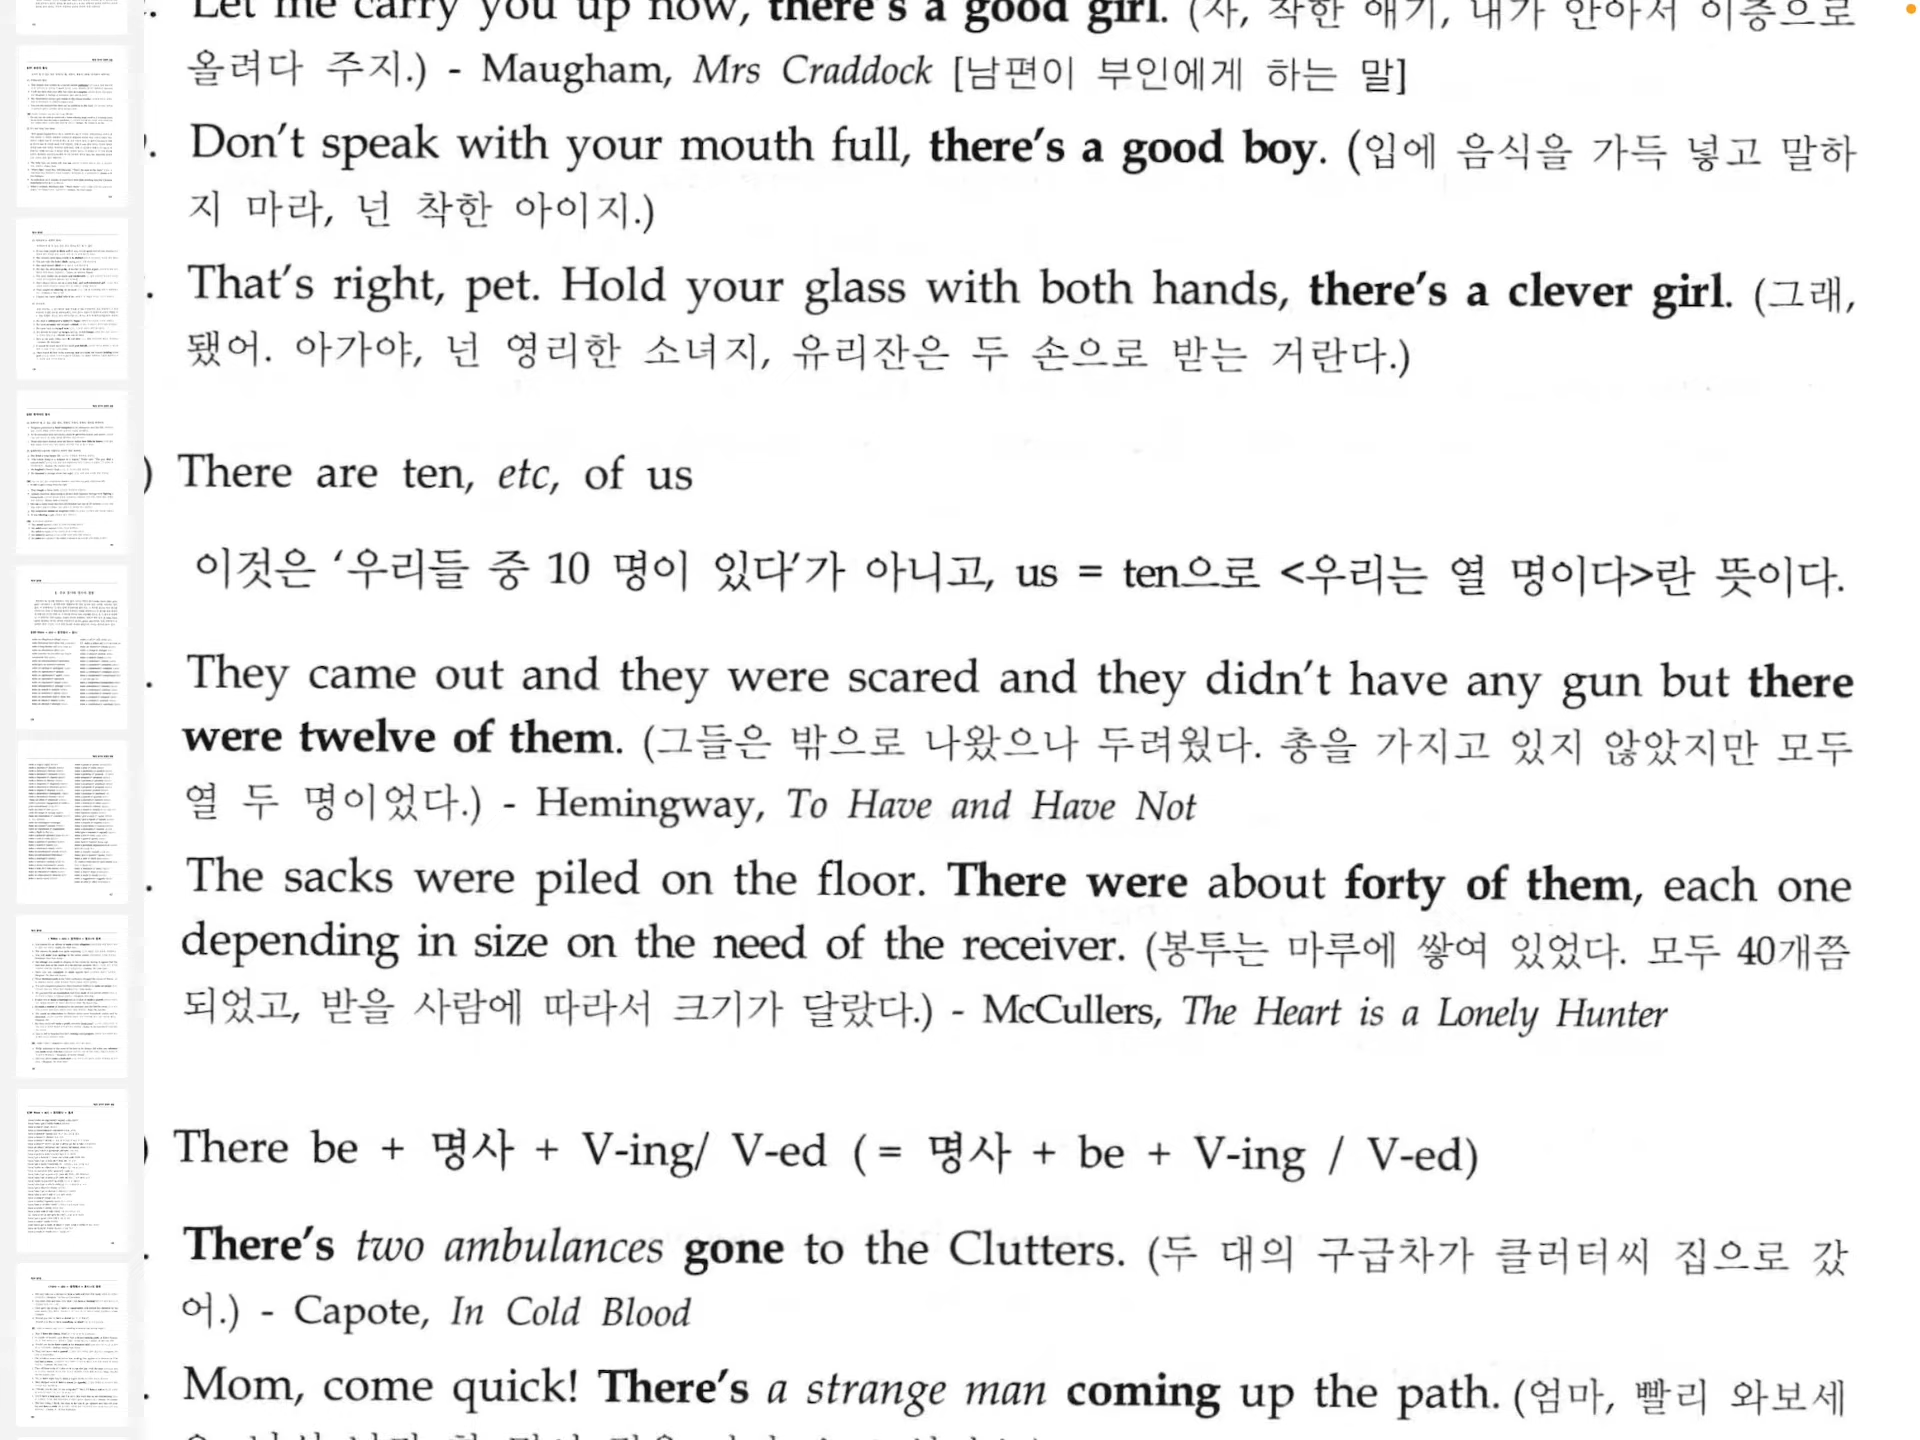 Let me carry you up now, there's a good girl. (자, 착한 애기, 내가 안아서 이층으로
올려다 주지.) - Maugham, Mrs Craddock [남편이 부인에게 하는 말]
. Don't speak with your mouth full, there's a good boy. (입에 음식을 가득 넣고 말하
지 마라, 넌 착한 아이지.)
. That's right, pet. Hold your glass with both hands, there's a clever girl. (그래,
됐어. 아가야, 넌 영리한 소녀지, 유리잔은 두 손으로 받는 거란다.)
) There are ten, etc, of us
이것은 '우리들 중 10 명이 있다'가 아니고, us = ten으로 <우리는 열 명이다>란 뜻이다.
. They came out and they were scared and they didn't have any gun but there
were twelve of them. (그들은 밖으로 나왔으나 두려웠다. 총을 가지고 있지 않았지만 모두
열 두 명이었다.) - Hemingway, To Have and Have Not
. The sacks were piled on the floor. There were about forty of them, each one
depending in size on the need of the receiver. (봉투는 마루에 쌓여 있었다. 모두 40개쯤
되었고, 받을 사람에 따라서 크기가 달랐다.) - McCullers, The Heart is a Lonely Hunter
) There be + 명사 + V-ing/ V-ed ( = 명사 + be + V-ing / V-ed)
. There's two ambulances gone to the Clutters. (두 대의 구급차가 클러터씨 집으로 갔
어.) - Capote, In Cold Blood
. Mom, come quick! There's a strange man coming up the path. (엄마, 빨리 와보세